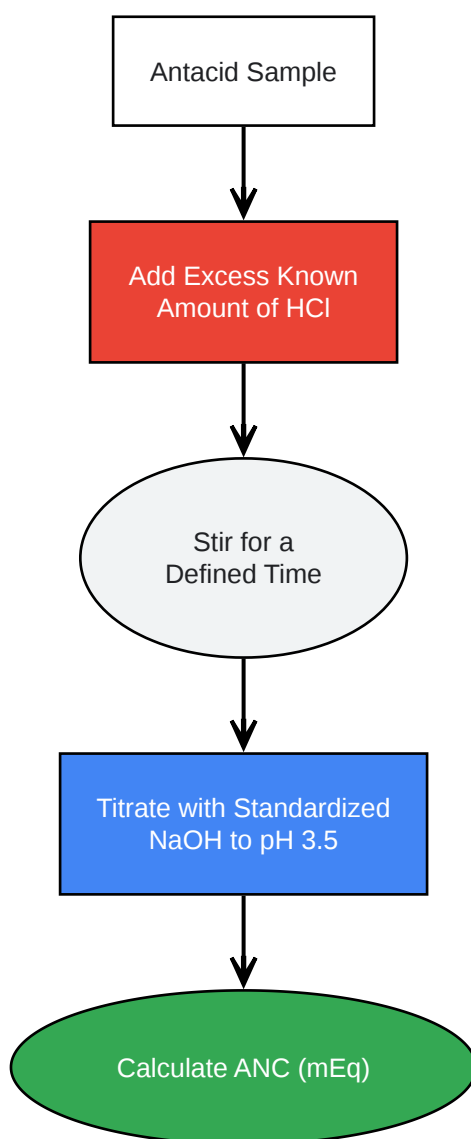 Antacid Sample
Add Excess Known
Amount of HCl
Stir for a
Defined Time
Titrate with Standardized
NaOH to pH 3.5
Calculate ANC (mEq)